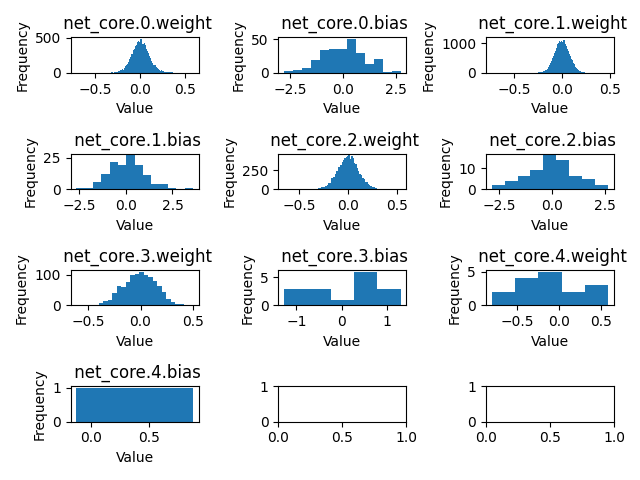 net_core.0.weight
Frequency
500
0
−0.5 0.0 0.5
Value
net_core.0.bias
Frequency
50
0
−2.5 0.0 2.5
Value
net_core.1.weight
Frequency
1000
0
−0.5 0.0 0.5
Value
net_core.1.bias
Frequency
25
0
−2.5 0.0 2.5
Value
net_core.2.weight
Frequency
250
0
−0.5 0.0 0.5
Value
net_core.2.bias
Frequency
10
0
−2.5 0.0 2.5
Value
net_core.3.weight
Frequency
100
0
−0.5 0.0 0.5
Value
net_core.3.bias
Frequency
5
0
−1 0 1
Value
net_core.4.weight
Frequency
5
0
−0.5 0.0 0.5
Value
net_core.4.bias
Frequency
1
0
0.0 0.5
Value
1
0
0.0 0.5 1.0
1
0
0.0 0.5 1.0